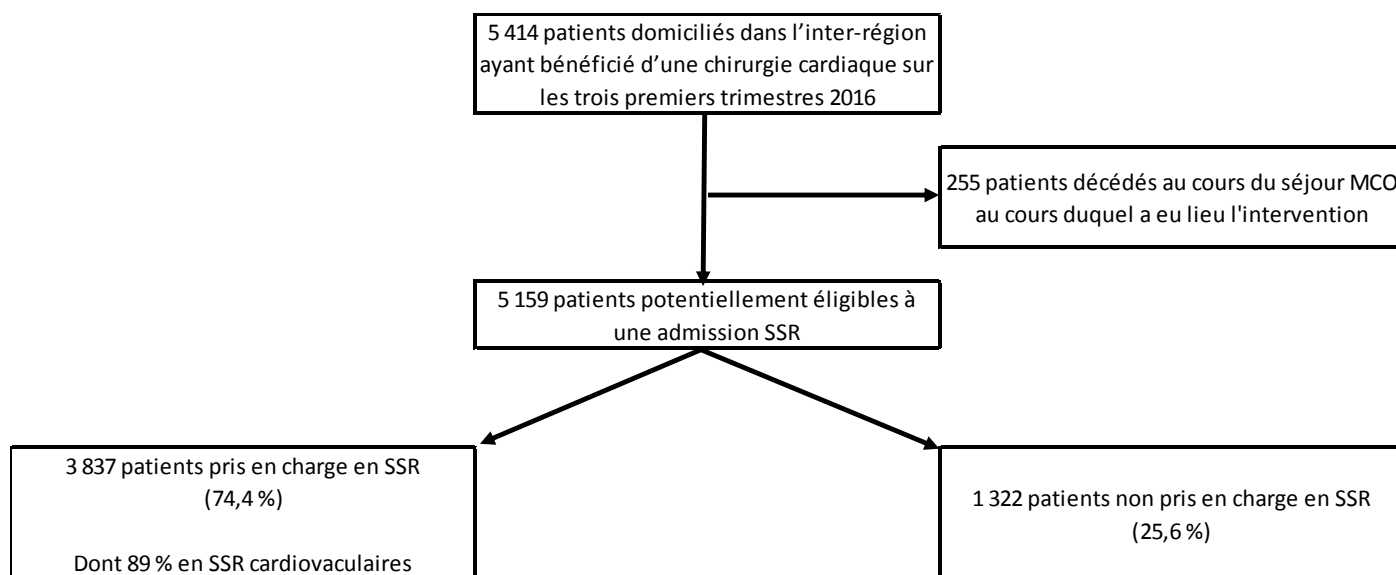 5 414 patients domiciliés dans l’inter-région
ayant bénéficié d’une chirurgie cardiaque sur
les trois premiers trimestres 2016
255 patients décédés au cours du séjour MCO
au cours duquel a eu lieu l'intervention
5 159 patients potentiellement éligibles à
une admission SSR
3 837 patients pris en charge en SSR
(74,4 %)
Dont 89 % en SSR cardiovaculaires
1 322 patients non pris en charge en SSR
(25,6 %)